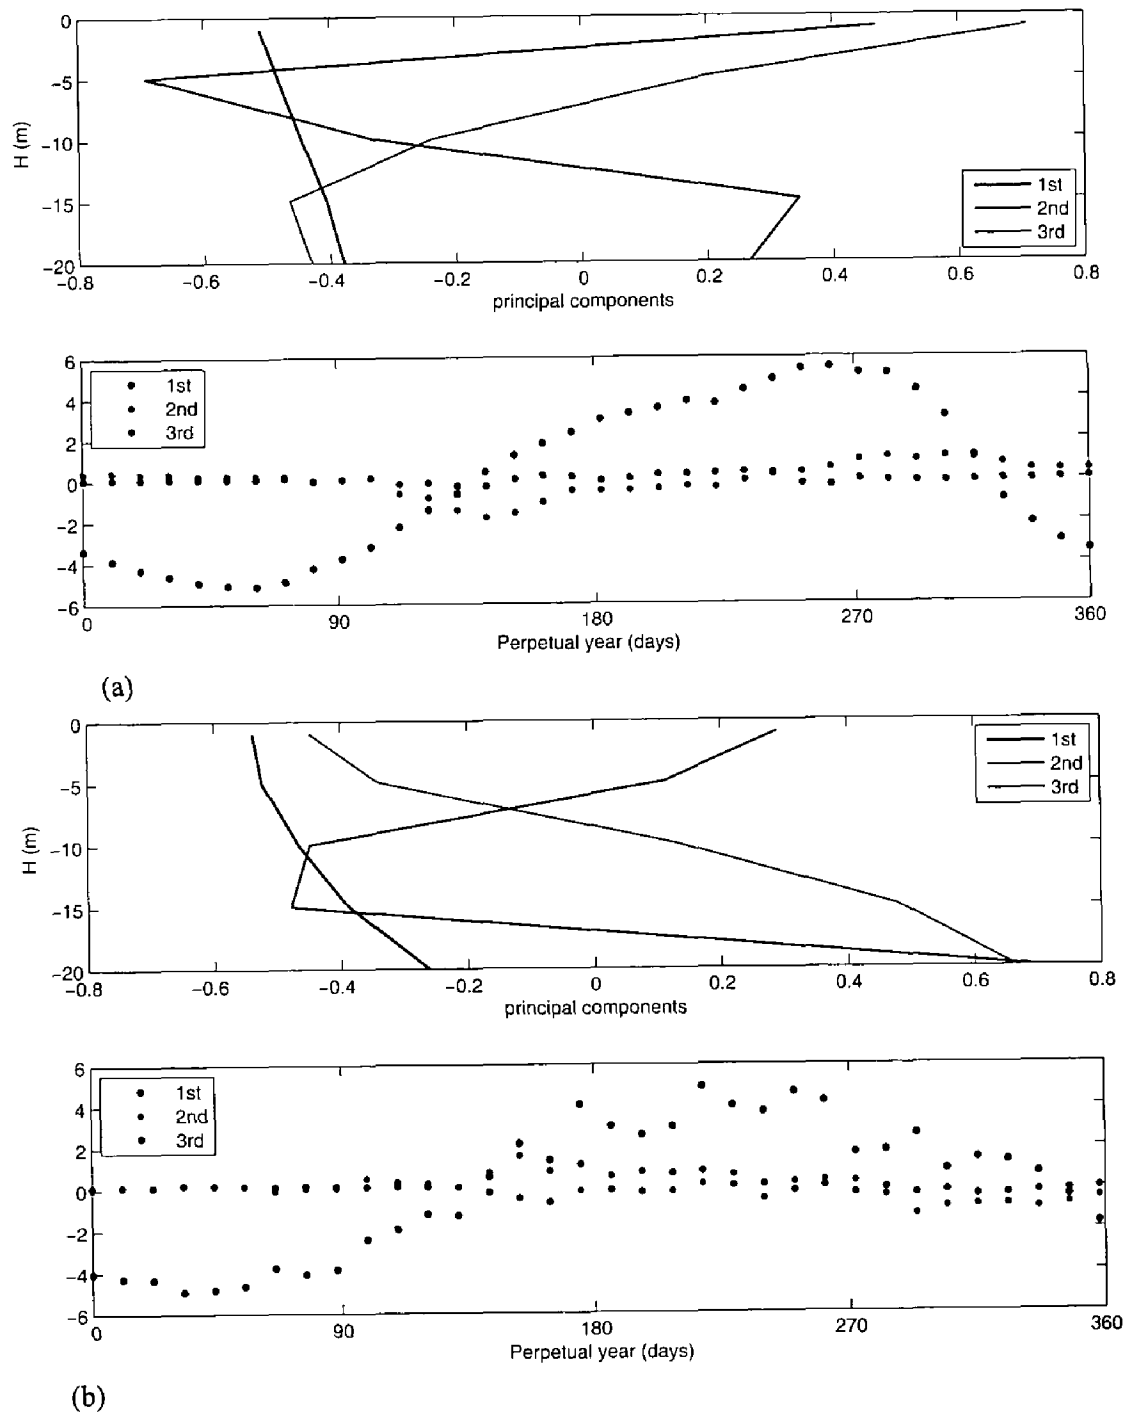 0
−5
−10
−15
−20
H (m)
1st
2nd
3rd
−0.8 −0.6 −0.4 −0.2 0 0.2 0.4 0.6 0.8
principal components
6
4
2
0
−2
−4
−6
1st
2nd
3rd
0 90 180 270 360
Perpetual year (days)
(a)
0
−5
−10
−15
−20
H (m)
1st
2nd
3rd
−0.8 −0.6 −0.4 −0.2 0 0.2 0.4 0.6 0.8
principal components
6
4
2
0
−2
−4
−6
1st
2nd
3rd
0 90 180 270 360
Perpetual year (days)
(b)